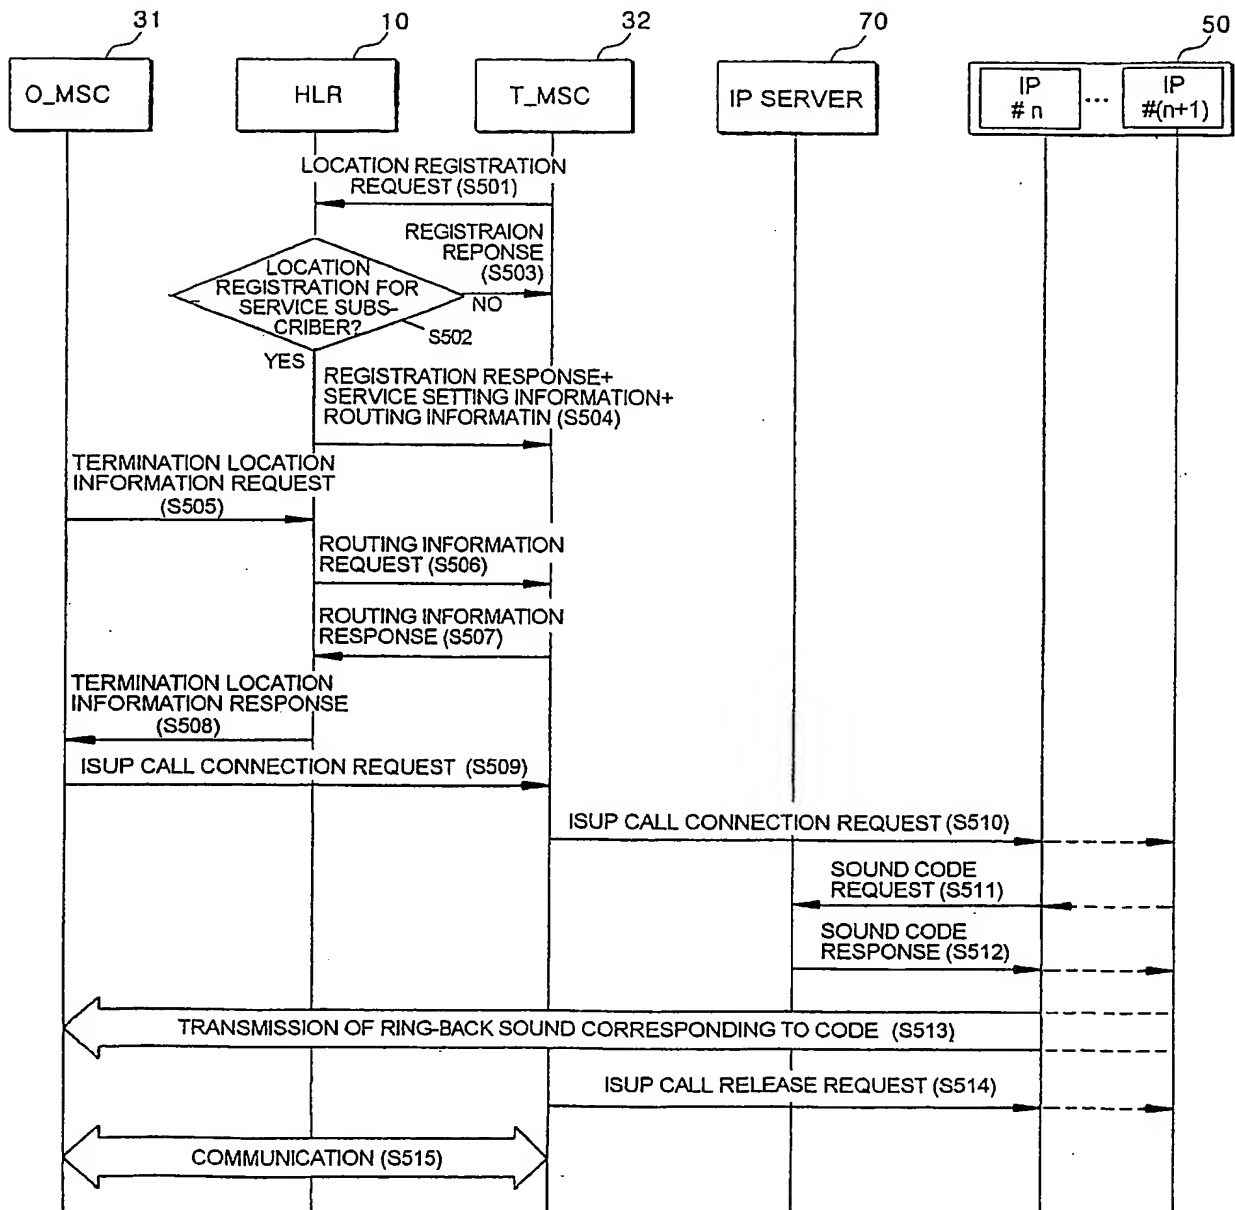 31
10
32
70
50
O_MSC
HLR
T_MSC
IP SERVER
IP
# n
...
IP
#(n+1)
LOCATION REGISTRATION
REQUEST (S501)
REGISTRAION
REPONSE
(S503)
LOCATION
REGISTRATION FOR
SERVICE SUBS-
CRIBER?
NO
S502
YES
REGISTRATION RESPONSE+
SERVICE SETTING INFORMATION+
ROUTING INFORMATIN (S504)
TERMINATION LOCATION
INFORMATION REQUEST
(S505)
ROUTING INFORMATION
REQUEST (S506)
ROUTING INFORMATION
RESPONSE (S507)
TERMINATION LOCATION
INFORMATION RESPONSE
(S508)
ISUP CALL CONNECTION REQUEST (S509)
ISUP CALL CONNECTION REQUEST (S510)
SOUND CODE
REQUEST (S511)
SOUND CODE
RESPONSE (S512)
TRANSMISSION OF RING-BACK SOUND CORRESPONDING TO CODE (S513)
ISUP CALL RELEASE REQUEST (S514)
COMMUNICATION (S515)